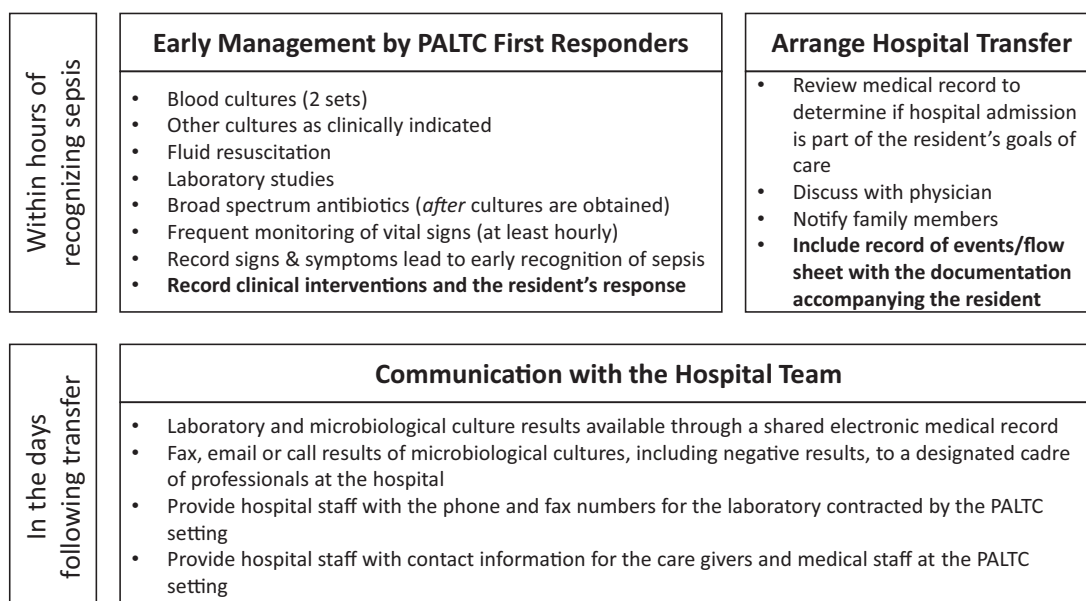 Within hours of
recognizing sepsis
Early Management by PALTC First Responders
• Blood cultures (2 sets)
• Other cultures as clinically indicated
• Fluid resuscitation
• Laboratory studies
• Broad spectrum antibiotics (after cultures are obtained)
• Frequent monitoring of vital signs (at least hourly)
• Record signs & symptoms lead to early recognition of sepsis
• Record clinical interventions and the resident's response
Arrange Hospital Transfer
• Review medical record to
determine if hospital admission
is part of the resident's goals of
care
• Discuss with physician
• Notify family members
• Include record of events/flow
sheet with the documentation
accompanying the resident
In the days
following transfer
Communication with the Hospital Team
• Laboratory and microbiological culture results available through a shared electronic medical record
• Fax, email or call results of microbiological cultures, including negative results, to a designated cadre
of professionals at the hospital
• Provide hospital staff with the phone and fax numbers for the laboratory contracted by the PALTC
setting
• Provide hospital staff with contact information for the care givers and medical staff at the PALTC
setting